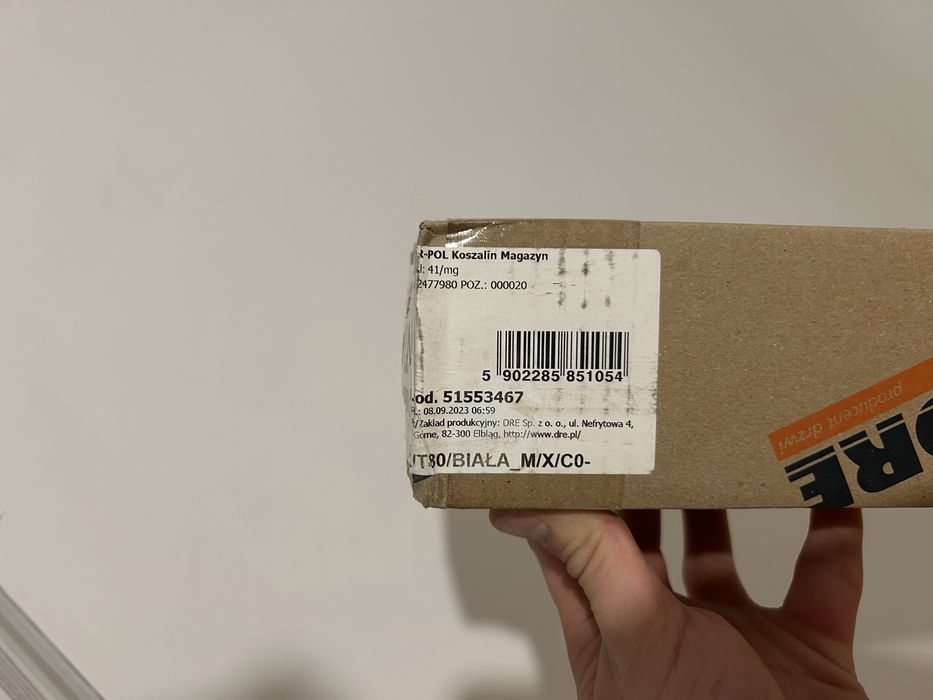 R-POL Koszalin Magazyn
41/mg
2477980 POZ.: 000020
5 902285 851054
od. 51553467
08.09.2023 06:59
Zakład produkcyjny: DRE Sp. z o. o., ul. Nefrytowa 4,
Górne, 82-300 Elbląg, http://www.dre.pl/
/T80/BIAŁA_M/X/C0-
producent drzwi
DRE